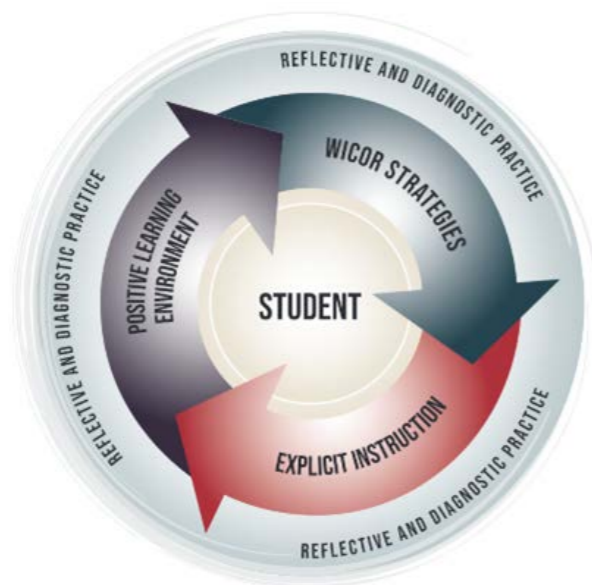 REFLECTIVE AND DIAGNOSTIC PRACTICE
WICOR STRATEGIES
REFLECTIVE AND DIAGNOSTIC PRACTICE
POSITIVE LEARNING
ENVIRONMENT
STUDENT
EXPLICIT INSTRUCTION
REFLECTIVE AND DIAGNOSTIC PRACTICE